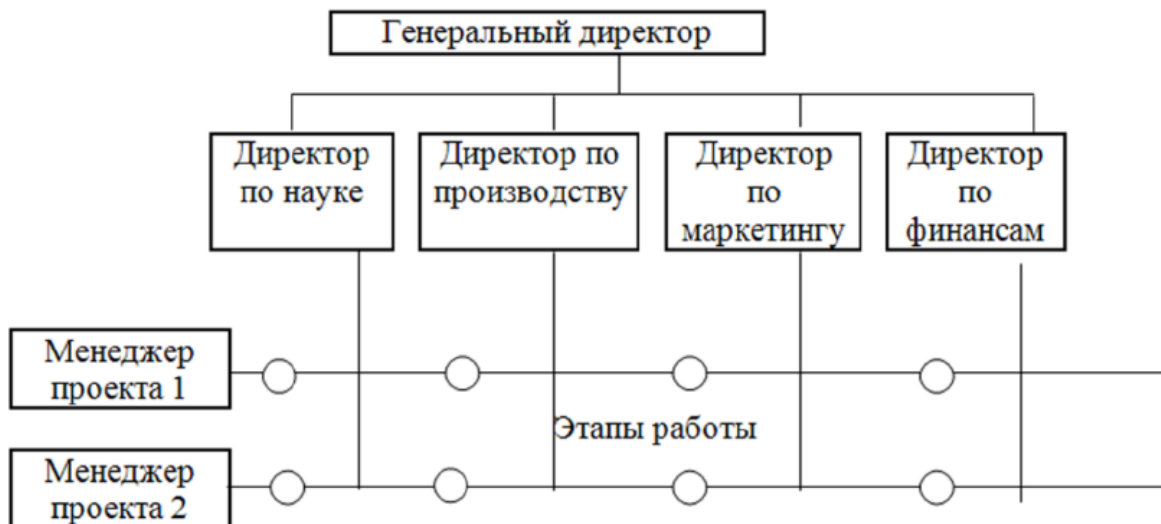 Генеральный директор
Директор
по науке
Директор по
производству
Директор
по
маркетингу
Директор
по
финансам
Менеджер
проекта 1
Этапы работы
Менеджер
проекта 2